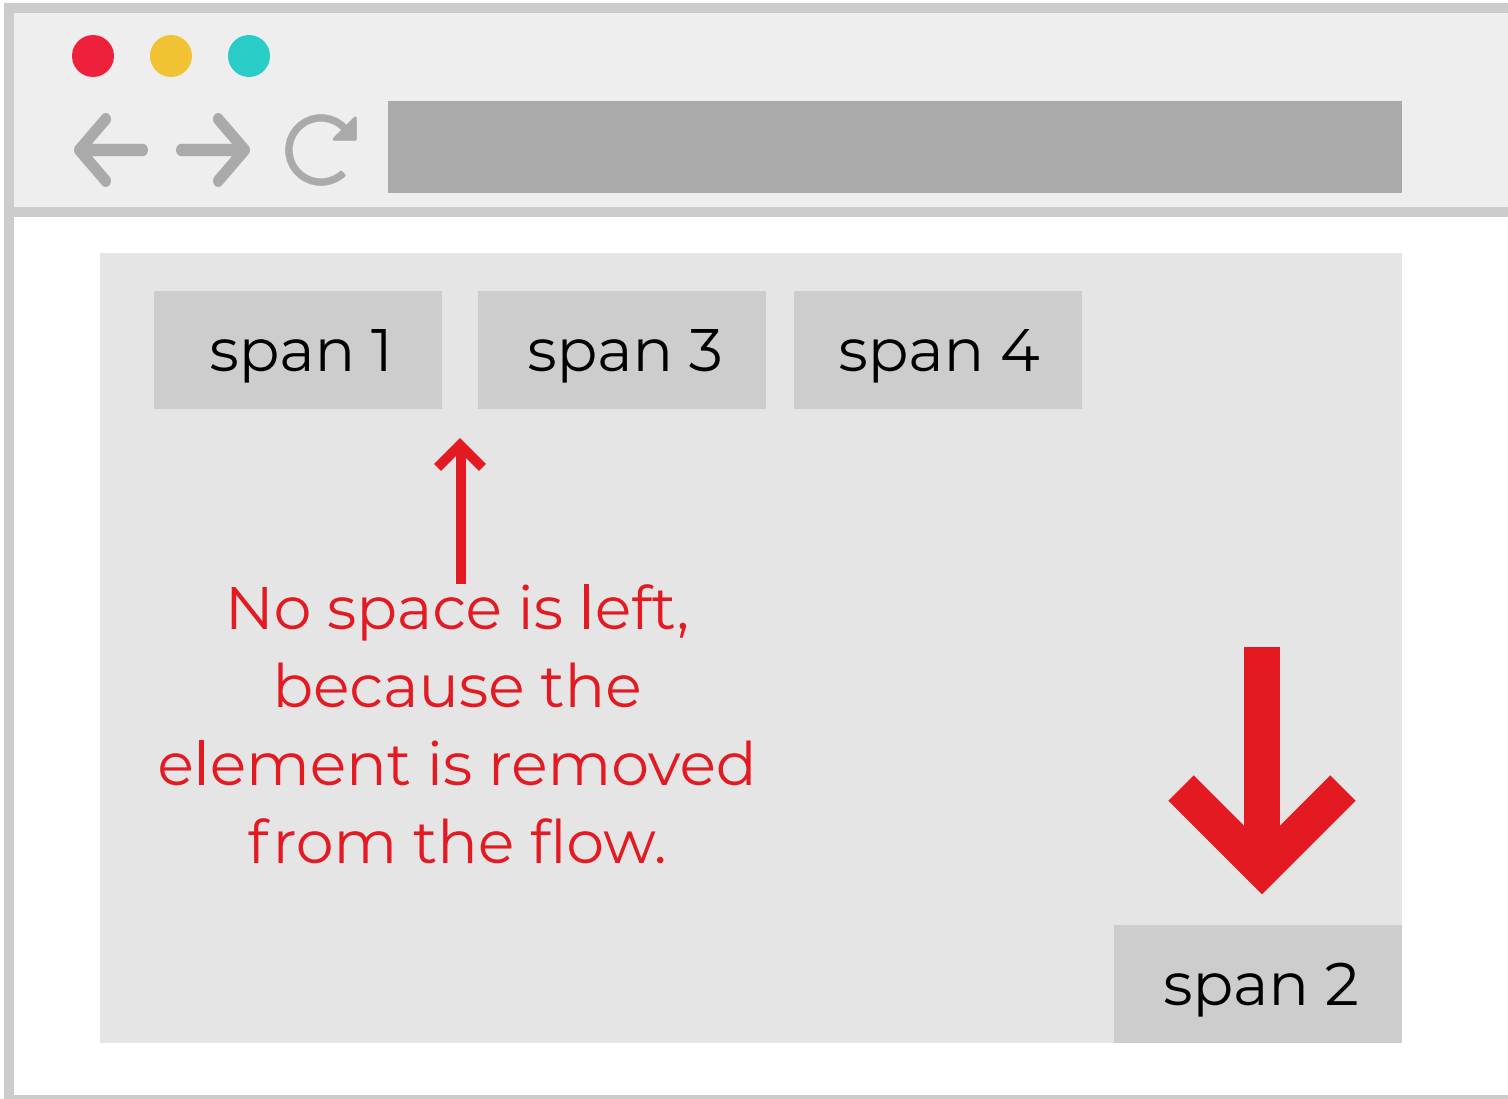 span 1 span 3 span 4
No space is left,
because the
element is removed
from the flow.
span 2